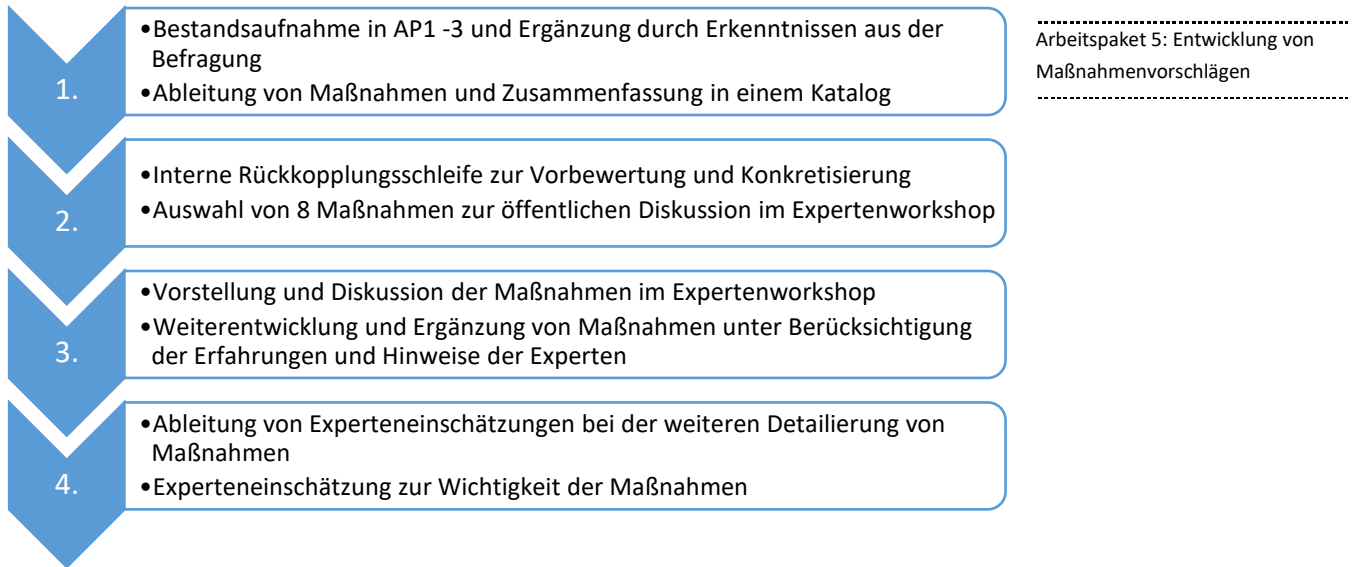 1.
•Bestandsaufnahme in AP1 -3 und Ergänzung durch Erkenntnissen aus der
Befragung
•Ableitung von Maßnahmen und Zusammenfassung in einem Katalog
2.
•Interne Rückkopplungsschleife zur Vorbewertung und Konkretisierung
•Auswahl von 8 Maßnahmen zur öffentlichen Diskussion im Expertenworkshop
3.
•Vorstellung und Diskussion der Maßnahmen im Expertenworkshop
•Weiterentwicklung und Ergänzung von Maßnahmen unter Berücksichtigung
der Erfahrungen und Hinweise der Experten
4.
•Ableitung von Experteneinschätzungen bei der weiteren Detailierung von
Maßnahmen
•Experteneinschätzung zur Wichtigkeit der Maßnahmen
Arbeitspaket 5: Entwicklung von
Maßnahmenvorschlägen